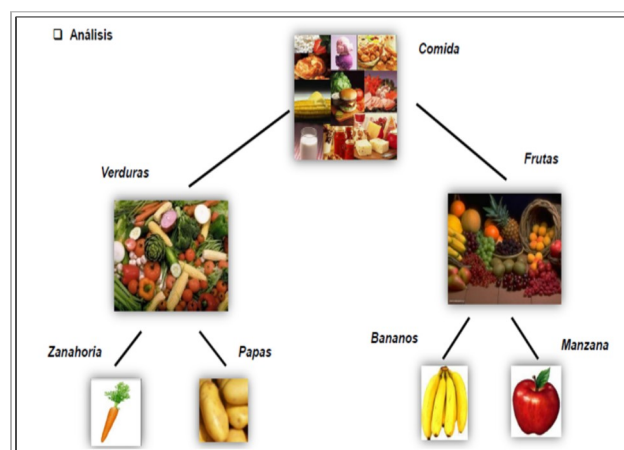 ❑ Análisis
Comida
Verduras
Frutas
Zanahoria
Papas
Bananos
Manzana